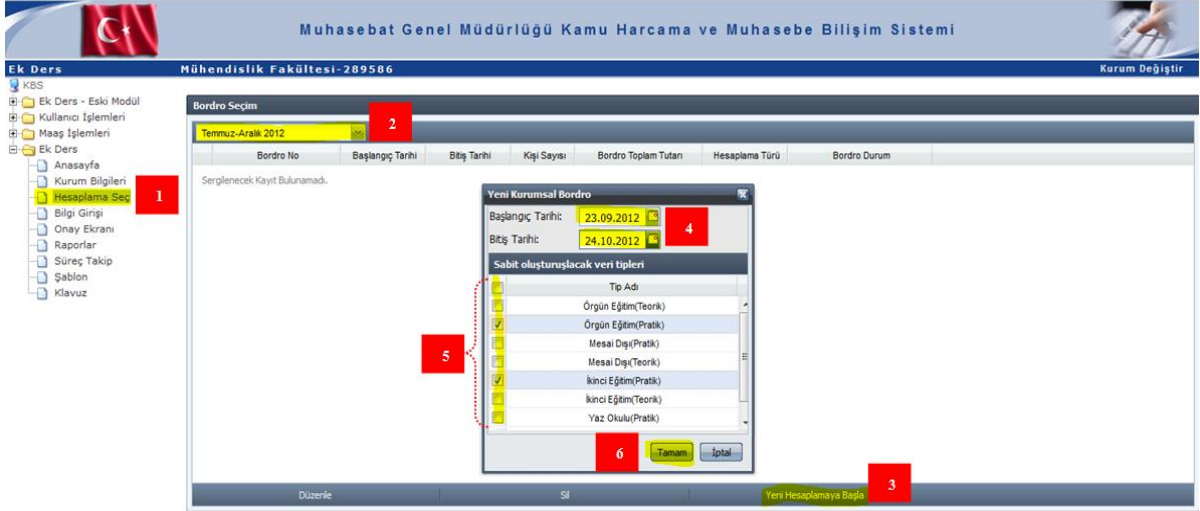 Muhasebat Genel Müdürlüğü Kamu Harcama ve Muhasebe Bilişim Sistemi
Ek Ders Mühendislik Fakültesi-289586 Kurum Değiştir
KBS
Ek Ders - Eski Modül
Kullanıcı İşlemleri
Maaş İşlemleri
Ek Ders
Anasayfa
Kurum Bilgileri
Hesaplama Seç
1
Bilgi Girişi
Onay Ekranı
Raporlar
Süreç Takip
Şablon
Klavuz
Bordro Seçim
Temmuz-Aralık 2012
2
Bordro No Başlangıç Tarihi Bitiş Tarihi Kişi Sayısı Bordro Toplam Tutarı Hesaplama Türü Bordro Durum
Sergilenecek Kayıt Bulunamadı.
Yeni Kurumsal Bordro
Başlangıç Tarihi: 23.09.2012
4
Bitiş Tarihi: 24.10.2012
Sabit oluşturuşlacak veri tipleri
Tip Adı
Örgün Eğitim(Teorik)
Örgün Eğitim(Pratik)
Mesai Dışı(Pratik)
5
Mesai Dışı(Teorik)
İkinci Eğitim(Pratik)
İkinci Eğitim(Teorik)
Yaz Okulu(Pratik)
6
Tamam İptal
Düzenle Sil Yeni Hesaplamaya Başla
3